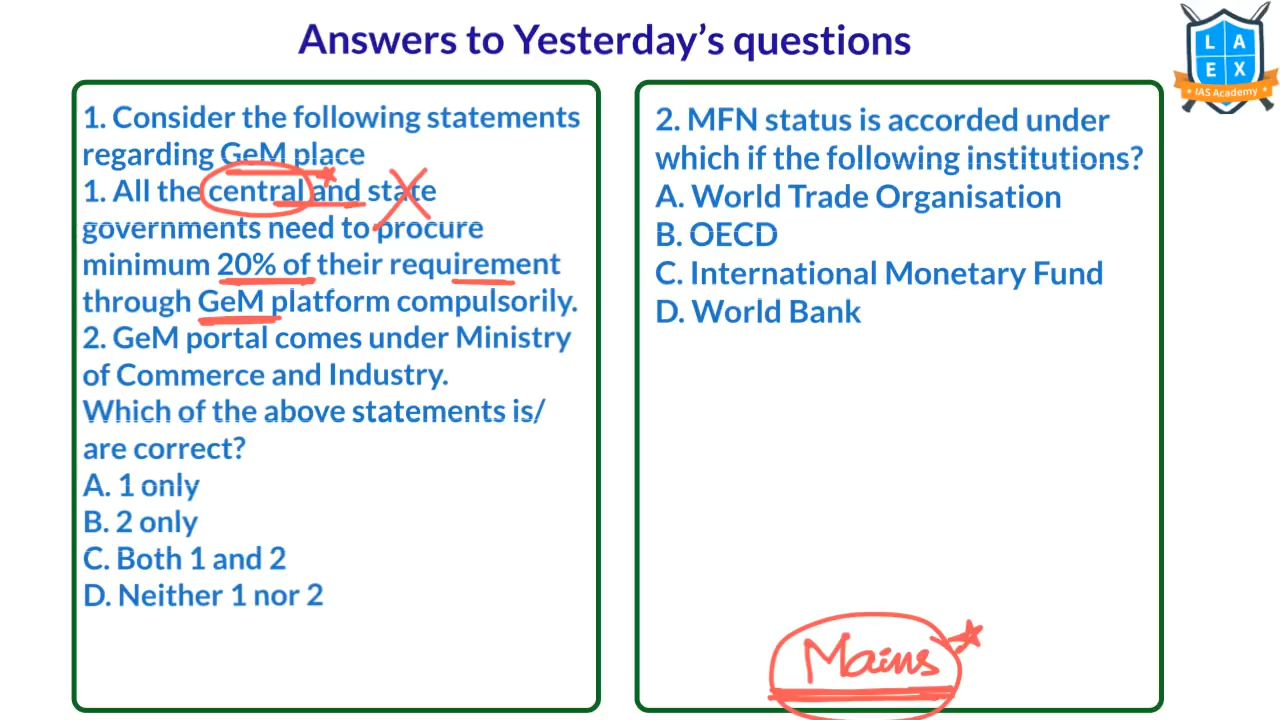 Answers to Yesterday's questions
L A
E X
IAS Academy
1. Consider the following statements
regarding GeM place
1. All the central and state
governments need to procure
minimum 20% of their requirement
through GeM platform compulsorily.
2. GeM portal comes under Ministry
of Commerce and Industry.
Which of the above statements is/
are correct?
A. 1 only
B. 2 only
C. Both 1 and 2
D. Neither 1 nor 2
2. MFN status is accorded under
which if the following institutions?
A. World Trade Organisation
B. OECD
C. International Monetary Fund
D. World Bank
Mains